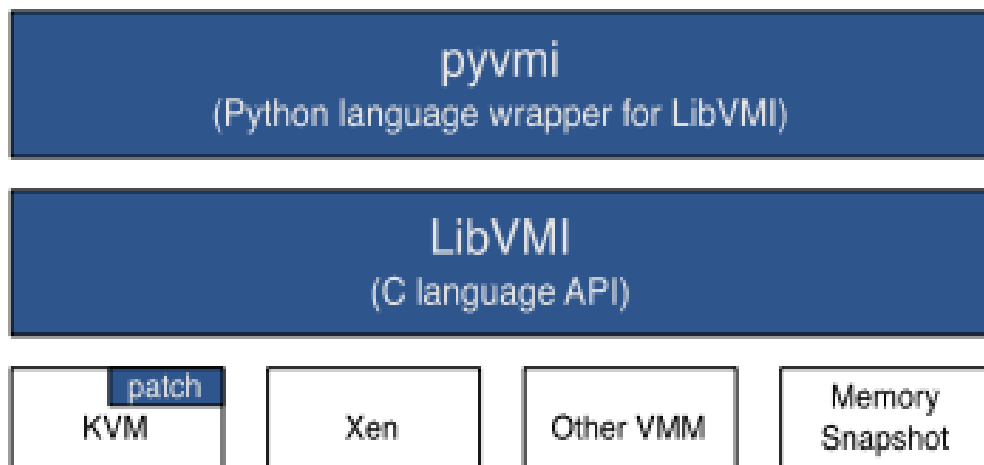 pyvmi
(Python language wrapper for LibVMI)
LibVMI
(C language API)
patch
KVM
Xen
Other VMM
Memory
Snapshot